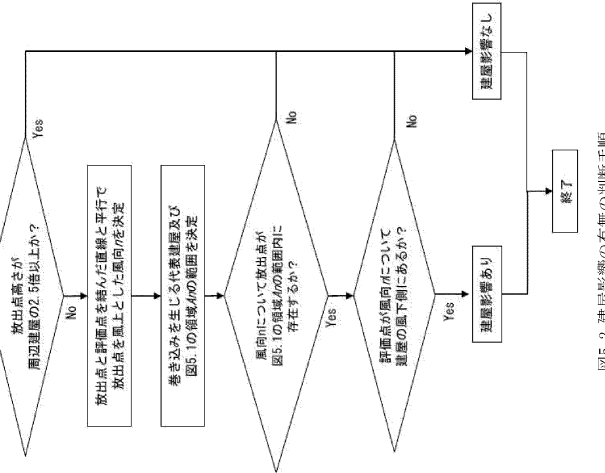 放出点高さが
周辺建屋の2.5倍以上か?
Yes
No
放出点と評価点を結んだ直線と平行で
放出点を風上とした風向nを決定
巻き込みを生じる代表建屋及び
図5.1の領域Anの範囲を決定
風向nについて放出点が
図5.1の領域Anの範囲内に
存在するか?
No
Yes
評価点が風向nについて
建屋の風下側にあるか?
No
Yes
建屋影響あり
建屋影響なし
終了
図5.2 建屋影響の有無の判断手順